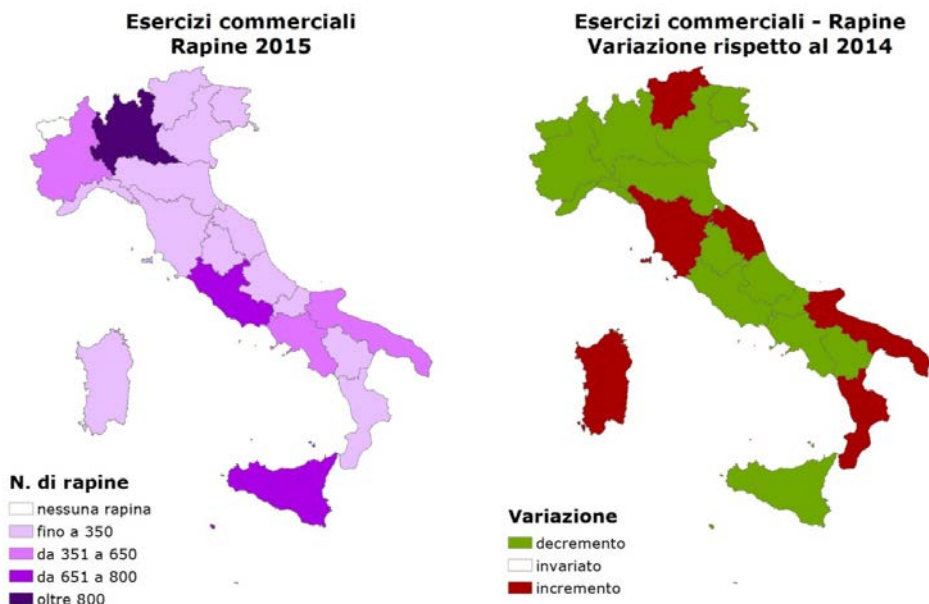 Esercizi commerciali
Rapine 2015
N. di rapine
nessuna rapina
fino a 350
da 351 a 650
da 651 a 800
oltre 800
Esercizi commerciali - Rapine
Variazione rispetto al 2014
Variazione
decremento
invariato
incremento